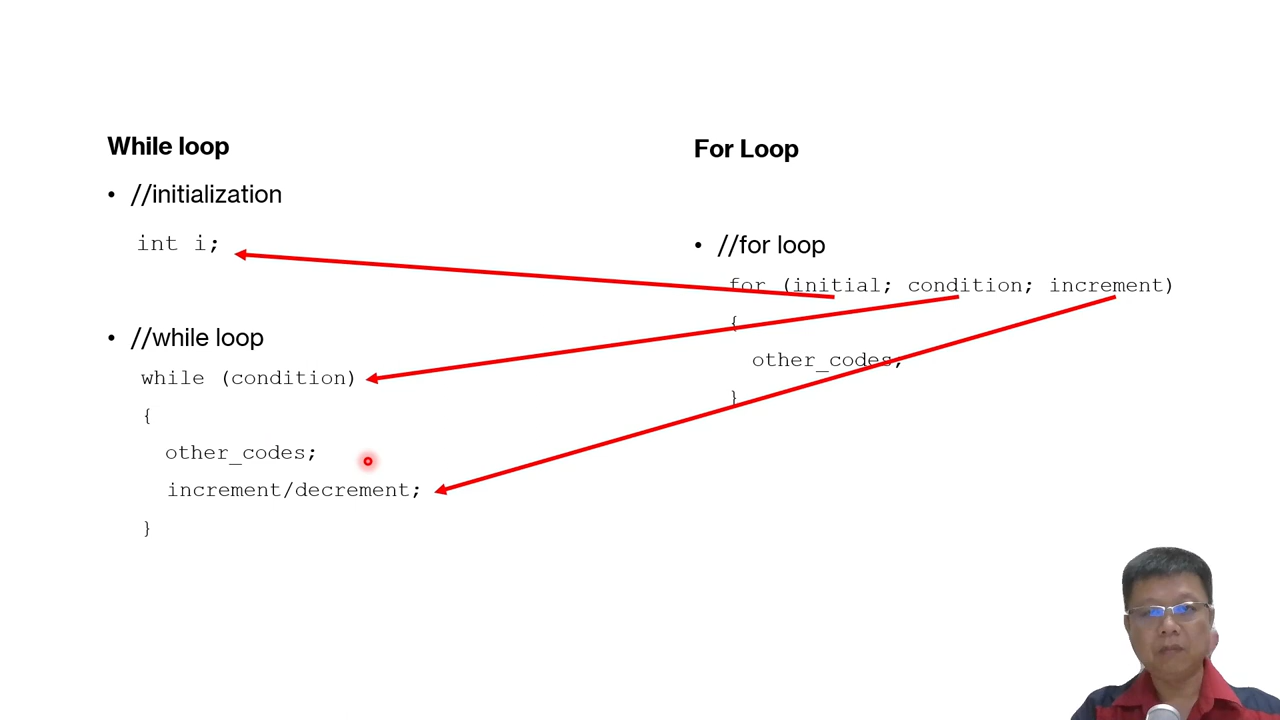 While loop
• //initialization
int i;
• //while loop
while (condition)
{
other_codes;
increment/decrement;
}
For Loop
• //for loop
for (initial; condition; increment)
{
other_codes;
}